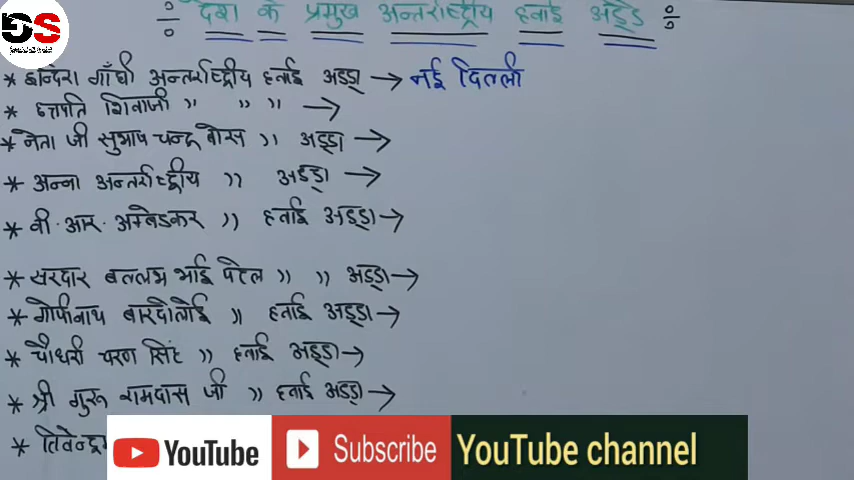 ÷ देश के प्रमुख अन्तर्राष्ट्रीय हवाई अड्डे ÷
GS
* इन्दिरा गाँधी अन्तर्राष्ट्रीय हवाई अड्डा → नई दिल्ली
* छत्रपति शिवाजी " " " →
* नेता जी सुभाष चन्द्र बोस " अड्डा →
* अन्ना अन्तर्राष्ट्रीय " अड्डा →
* बी. आर. अम्बेडकर " हवाई अड्डा →
* सरदार बल्लभ भाई पटेल " " अड्डा →
* गोपीनाथ बारदोलोई " हवाई अड्डा →
* चौधरी चरण सिंह " हवाई अड्डा →
* श्री गुरू रामदास जी " हवाई अड्डा →
* त्रिवेन्द्रम
YouTube Subscribe YouTube channel